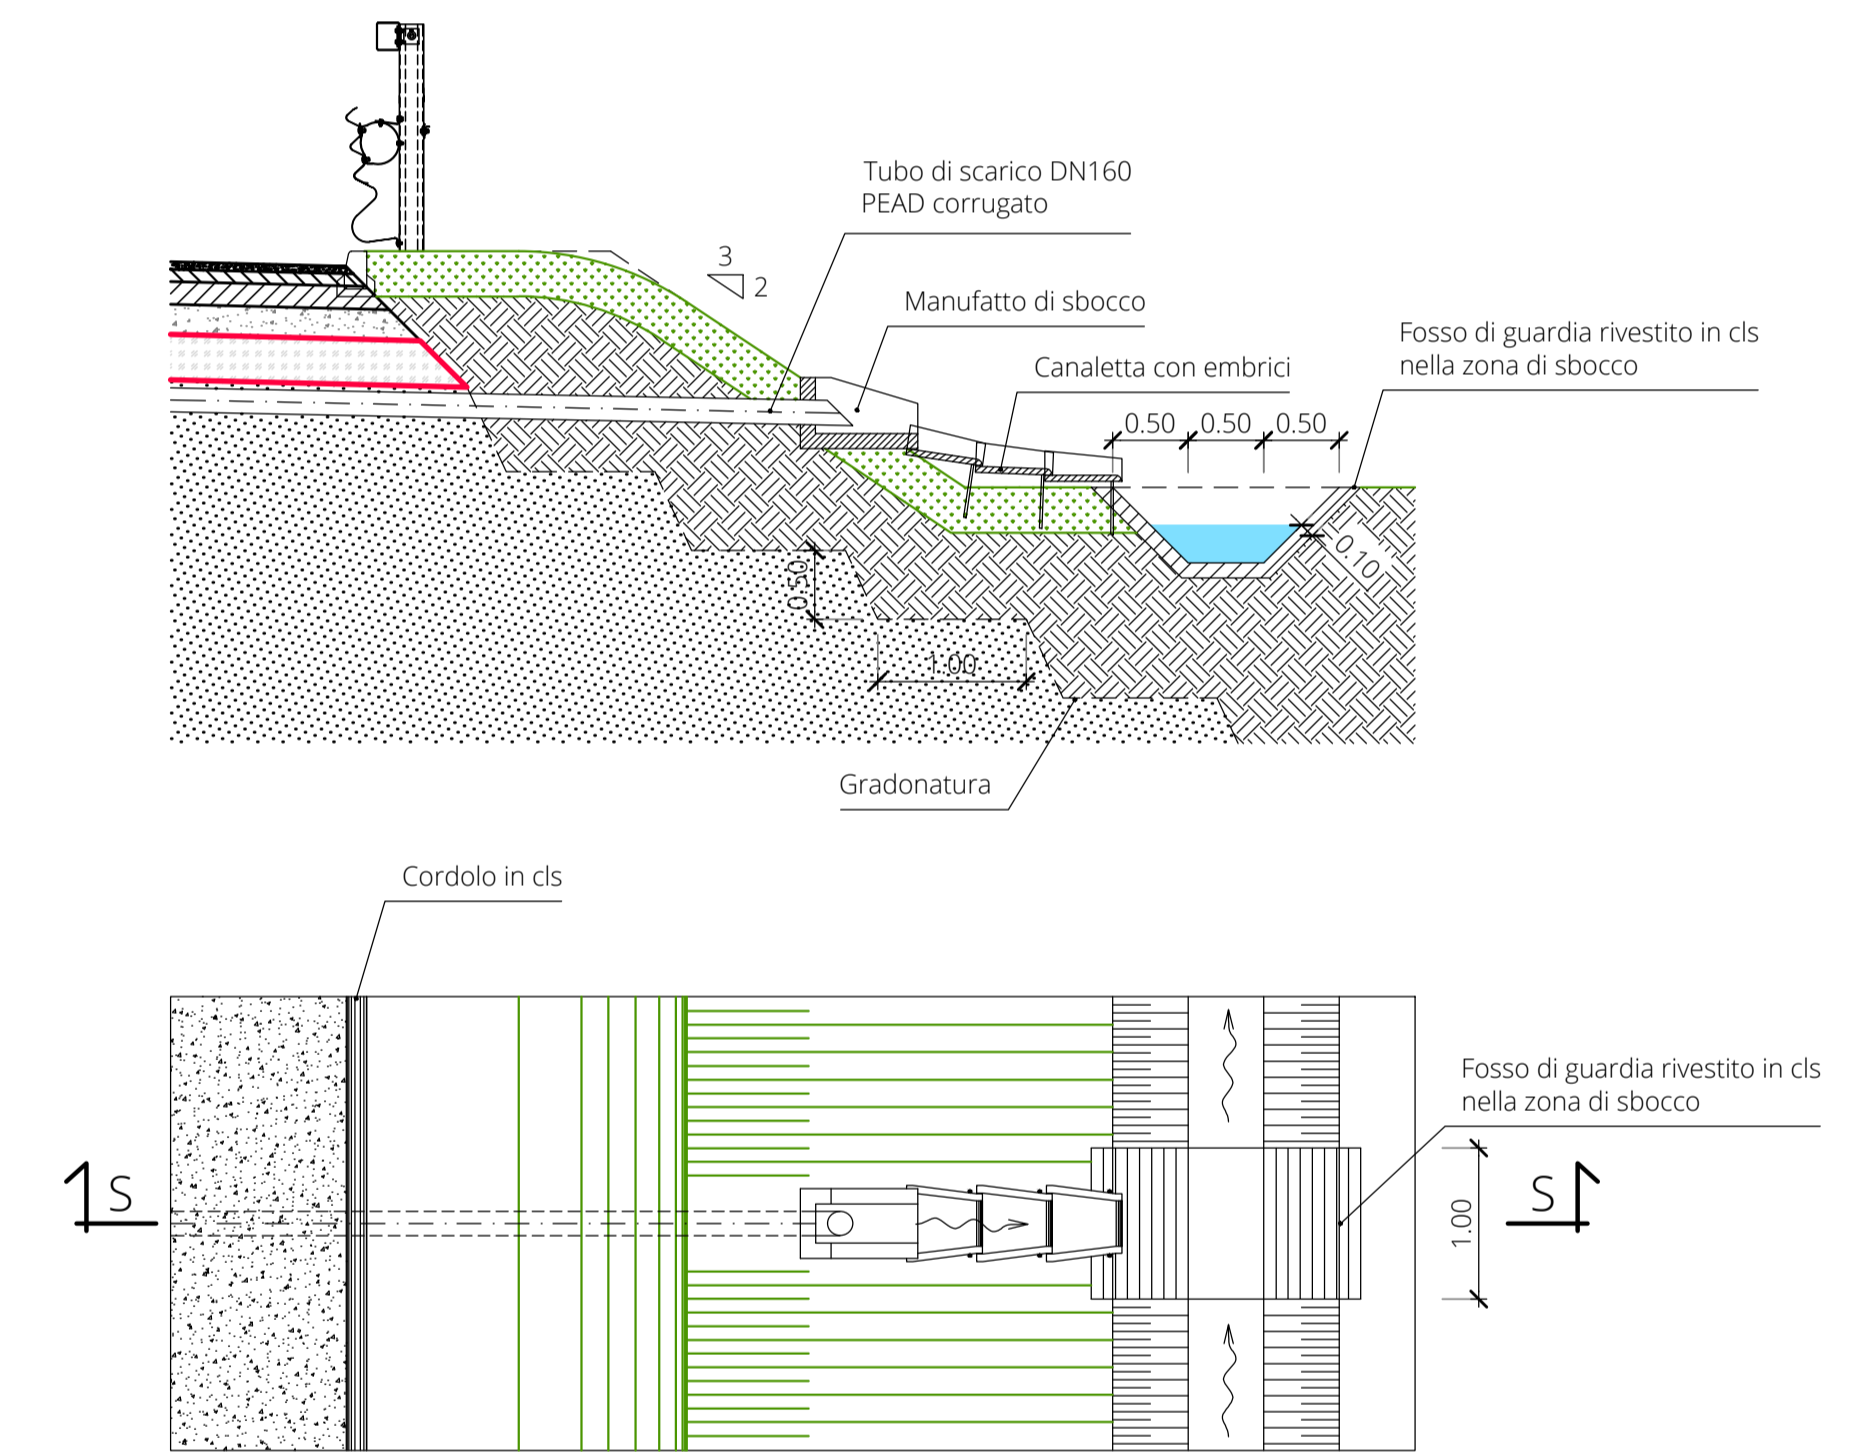 Tubo di scarico DN160
PEAD corrugato
3
2
Manufatto di sbocco
Fosso di guardia rivestito in cls
nella zona di sbocco
Canaletta con embrici
0.50 0.50 0.50
0.10
0.50
1.00
Gradonatura
Cordolo in cls
Fosso di guardia rivestito in cls
nella zona di sbocco
S
S
1.00